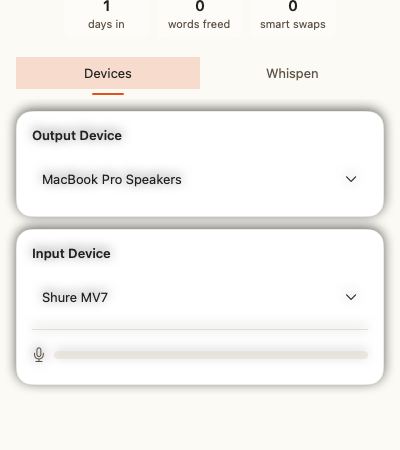 1 0 0
days in words freed smart swaps
Devices Whispen
Output Device
MacBook Pro Speakers
Input Device
Shure MV7